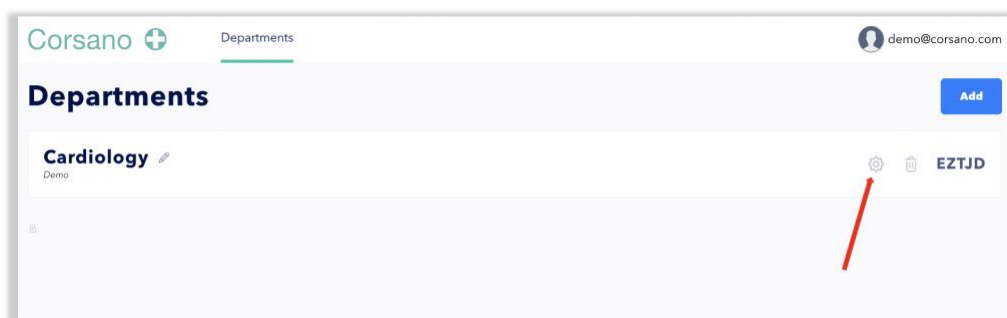 Corsano
Departments
demo@corsano.com
Departments
Add
Cardiology
Demo
EZTJD